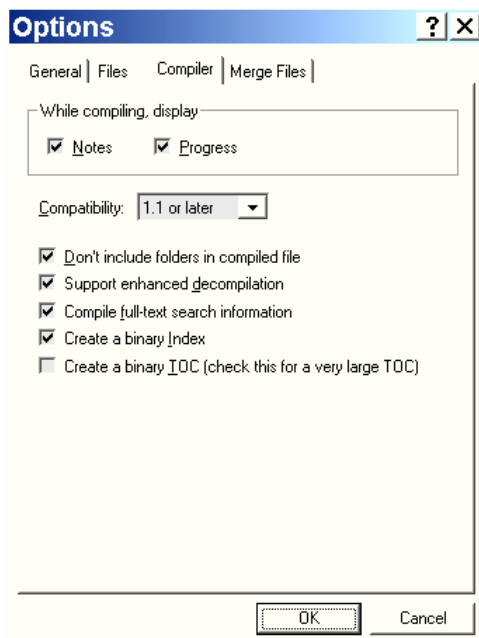 Options ? ×
General Files Compiler Merge Files
While compiling, display
Notes Progress
Compatibility: 1.1 or later
Don't include folders in compiled file
Support enhanced decompilation
Compile full-text search information
Create a binary Index
Create a binary TOC (check this for a very large TOC)
OK Cancel